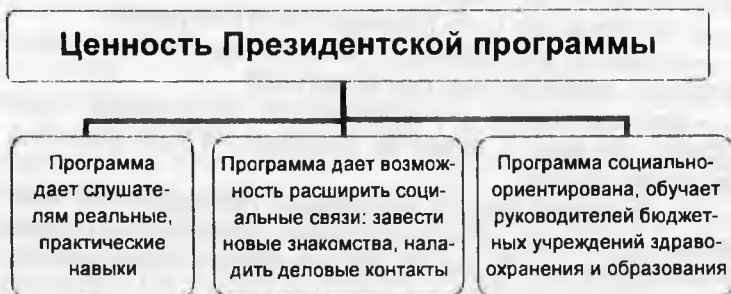 Ценность Президентской программы
Программа
дает слушате-
лям реальные,
практические
навыки
Программа дает возмож-
ность расширить соци-
альные связи: завести
новые знакомства, нала-
дить деловые контакты
Программа социально-
ориентирована, обучает
руководителей бюджет-
ных учреждений здраво-
охранения и образования